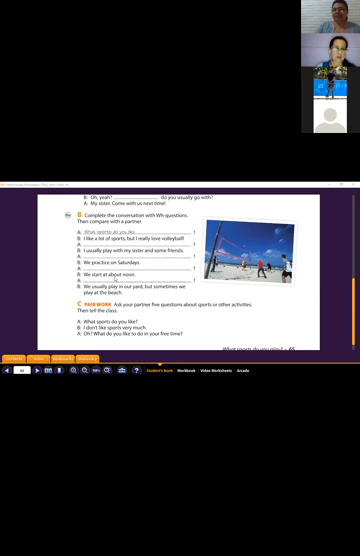 B: Oh, yeah? do you usually go with?
A: My sister. Come with us next time!
B Complete the conversation with Wh-questions.
Then compare with a partner.
A: What sports do you like ?
B: I like a lot of sports, but I really love volleyball!
A: ?
B: I usually play with my sister and some friends.
A: ?
B: We practice on Saturdays.
A: ?
B: We start at about noon.
A: ?
B: We usually play in our yard, but sometimes we
play at the beach.
C PAIR WORK Ask your partner five questions about sports or other activities.
Then tell the class.
A: What sports do you like?
B: I don't like sports very much.
A: Oh? What do you like to do in your free time?
What sports do you play? 65
Contents Index Bookmarks Dictionary
Student's Book Workbook Video Worksheets Arcade